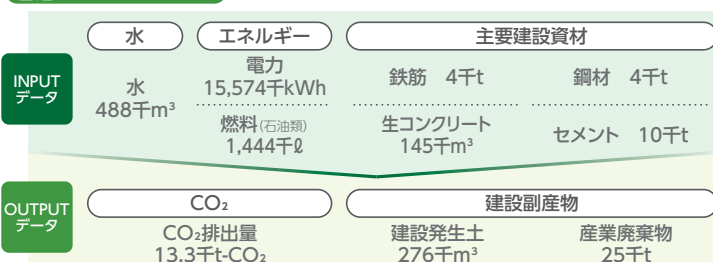 INPUT
データ
水
エネルギー
主要建設資材
水
488千m³
電力
15,574千kWh
燃料(石油類)
1,444千ℓ
鉄筋 4千t
鋼材 4千t
生コンクリート
145千m³
セメント 10千t
OUTPUT
データ
CO₂
建設副産物
CO₂排出量
13.3千t-CO₂
建設発生土
276千m³
産業廃棄物
25千t